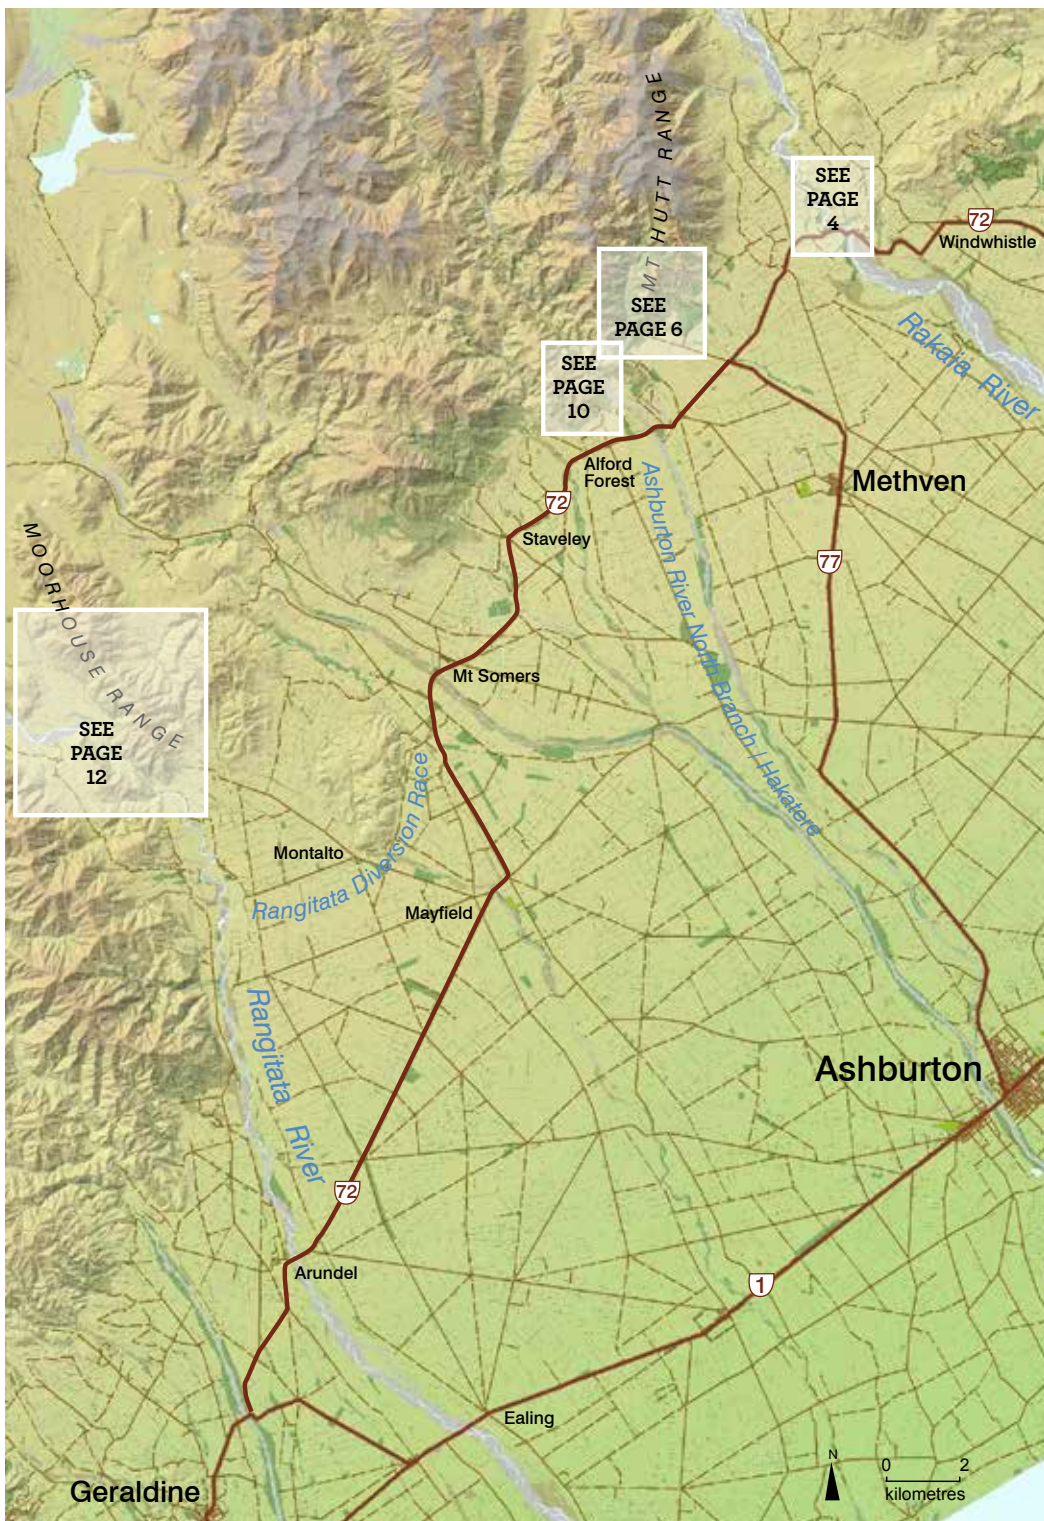 MT HUTT RANGE
SEE
PAGE
4
72
Windwhistle
SEE
PAGE 6
Rakaia River
SEE
PAGE
10
Alford
Forest
Methven
72
Staveley
Ashburton River North Branch / Hakatere
77
MOORHOUSE RANGE
Mt Somers
SEE
PAGE
12
Rangitata Diversion Race
Montalto
Mayfield
Rangitata River
Ashburton
72
Arundel
1
Ealing
Geraldine
N
0 2
kilometres